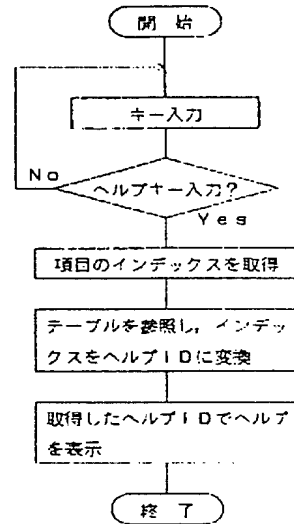 開始
キー入力
No
ヘルプキー入力?
Yes
項目のインデックスを取得
テーブルを参照し,インデッ
クスをヘルプIDに変換
取得したヘルプIDでヘルプ
を表示
終了